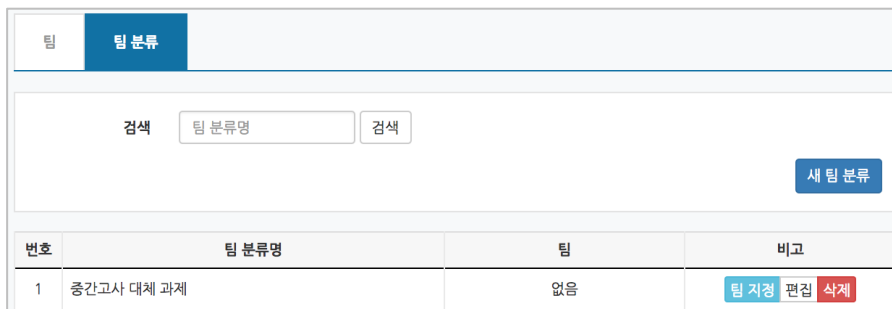 팀 팀 분류
검색 팀 분류명 검색
새 팀 분류
번호 팀 분류명 팀 비고
1 중간고사 대체 과제 없음 팀 지정 편집 삭제